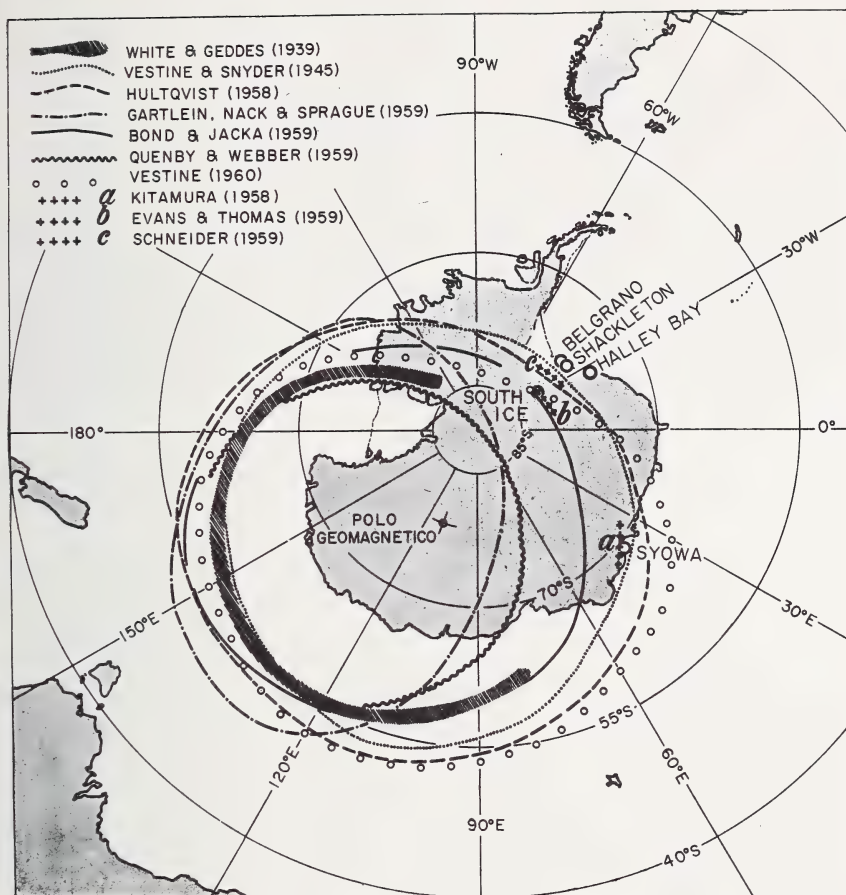 WHITE & GEDDES (1939)
VESTINE & SNYDER (1945)
HULTQVIST (1958)
GARTLEIN, NACK & SPRAGUE (1959)
BOND & JACKA (1959)
QUENBY & WEBBER (1959)
VESTINE (1960)
a KITAMURA (1958)
b EVANS & THOMAS (1959)
c SCHNEIDER (1959)
90°W
60°W
30°W
BELGRANO
SHACKLETON
HALLEY BAY
c
b
SOUTH
ICE
85°S
180°
0°
POLO
GEOMAGNETICO
a
SYOWA
70°S
30°E
150°E
55°S
120°E
60°E
90°E
40°S